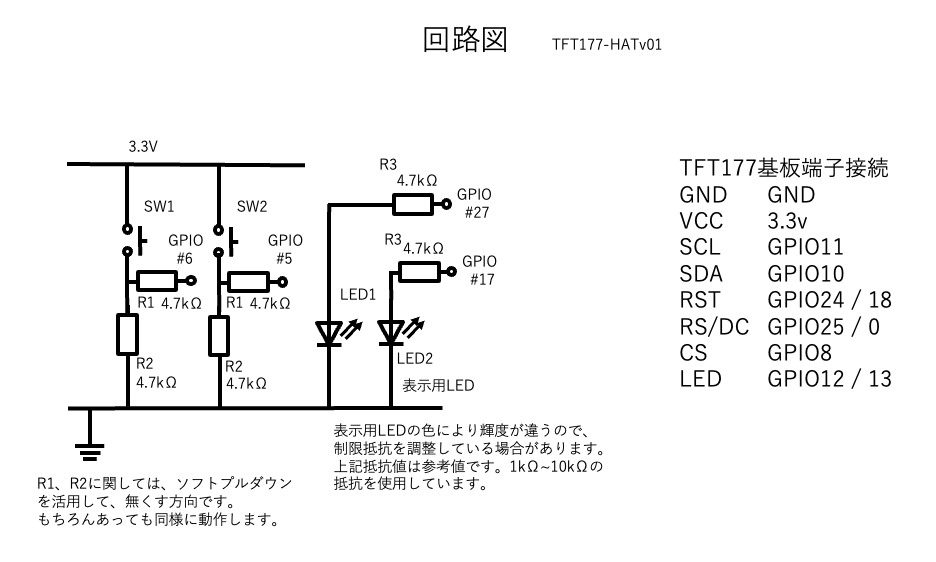 回路図 TFT177-HATv01
3.3V
SW1
SW2
GPIO
#6
GPIO
#5
R1 4.7kΩ
R1 4.7kΩ
R2
4.7kΩ
R2
4.7kΩ
R3
4.7kΩ
GPIO
#27
R3
4.7kΩ
GPIO
#17
LED1
LED2
表示用LED
TFT177基板端子接続
GND GND
VCC 3.3v
SCL GPIO11
SDA GPIO10
RST GPIO24 / 18
RS/DC GPIO25 / 0
CS GPIO8
LED GPIO12 / 13
表示用LEDの色により輝度が違うので、
制限抵抗を調整している場合があります。
上記抵抗値は参考値です。1kΩ~10kΩの
抵抗を使用しています。
R1、R2に関しては、ソフトプルダウン
を活用して、無くす方向です。
もちろんあっても同様に動作します。